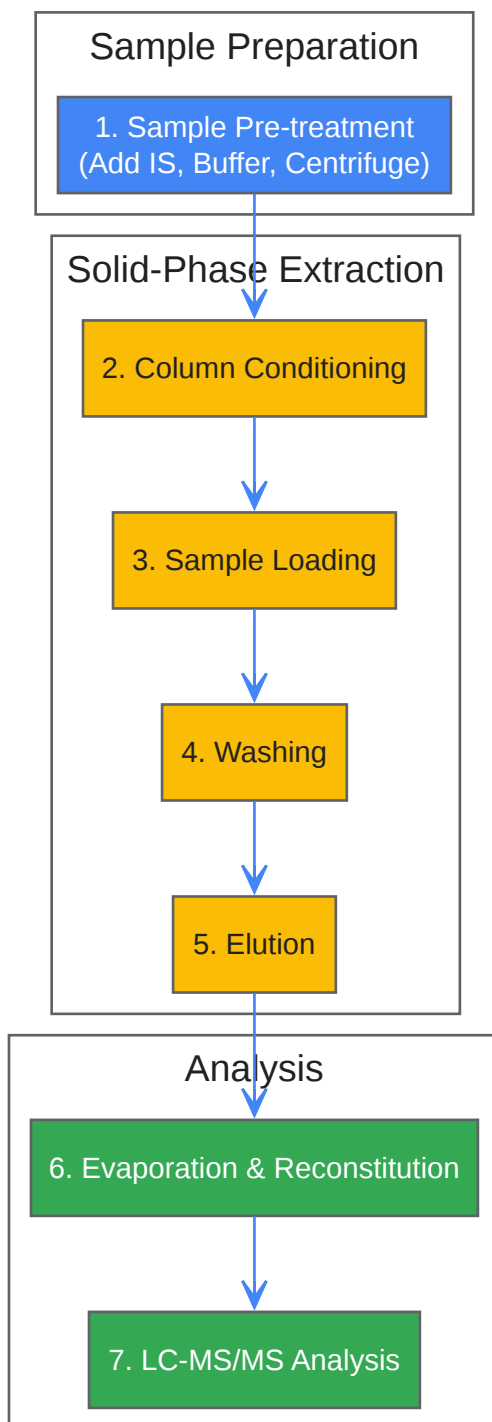 Sample Preparation
1. Sample Pre-treatment
(Add IS, Buffer, Centrifuge)
Solid-Phase Extraction
2. Column Conditioning
3. Sample Loading
4. Washing
5. Elution
Analysis
6. Evaporation & Reconstitution
7. LC-MS/MS Analysis